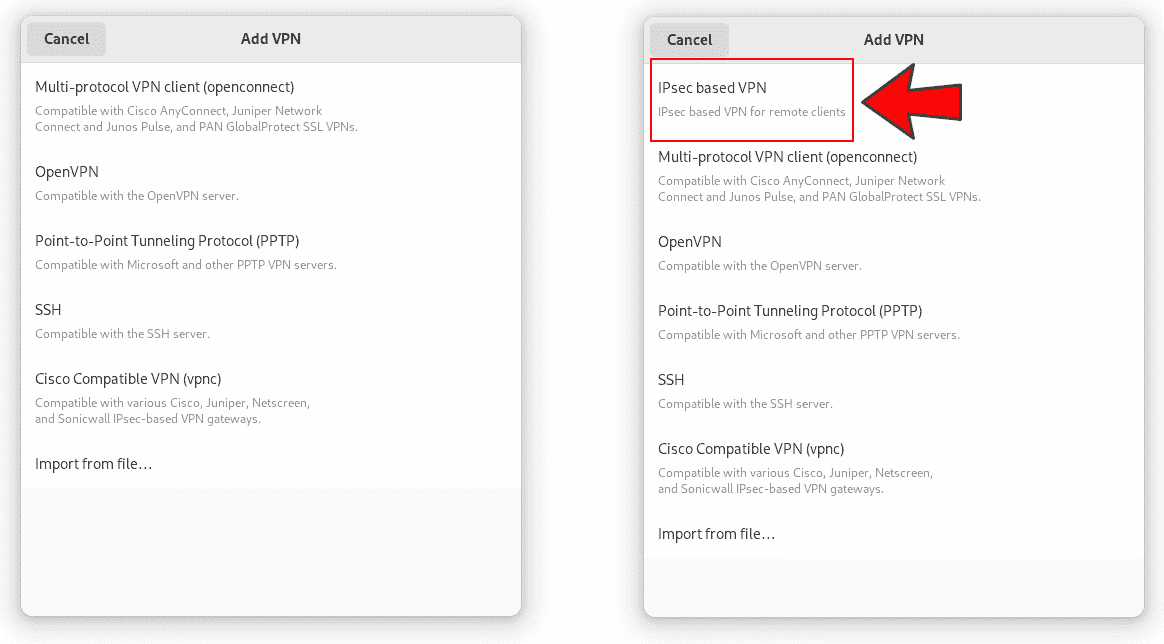 Cancel
Add VPN
Multi-protocol VPN client (openconnect)
Compatible with Cisco AnyConnect, Juniper Network
Connect and Junos Pulse, and PAN GlobalProtect SSL VPNs.
OpenVPN
Compatible with the OpenVPN server.
Point-to-Point Tunneling Protocol (PPTP)
Compatible with Microsoft and other PPTP VPN servers.
SSH
Compatible with the SSH server.
Cisco Compatible VPN (vpnc)
Compatible with various Cisco, Juniper, Netscreen,
and Sonicwall IPsec-based VPN gateways.
Import from file…
Cancel
Add VPN
IPsec based VPN
IPsec based VPN for remote clients
Multi-protocol VPN client (openconnect)
Compatible with Cisco AnyConnect, Juniper Network
Connect and Junos Pulse, and PAN GlobalProtect SSL VPNs.
OpenVPN
Compatible with the OpenVPN server.
Point-to-Point Tunneling Protocol (PPTP)
Compatible with Microsoft and other PPTP VPN servers.
SSH
Compatible with the SSH server.
Cisco Compatible VPN (vpnc)
Compatible with various Cisco, Juniper, Netscreen,
and Sonicwall IPsec-based VPN gateways.
Import from file…